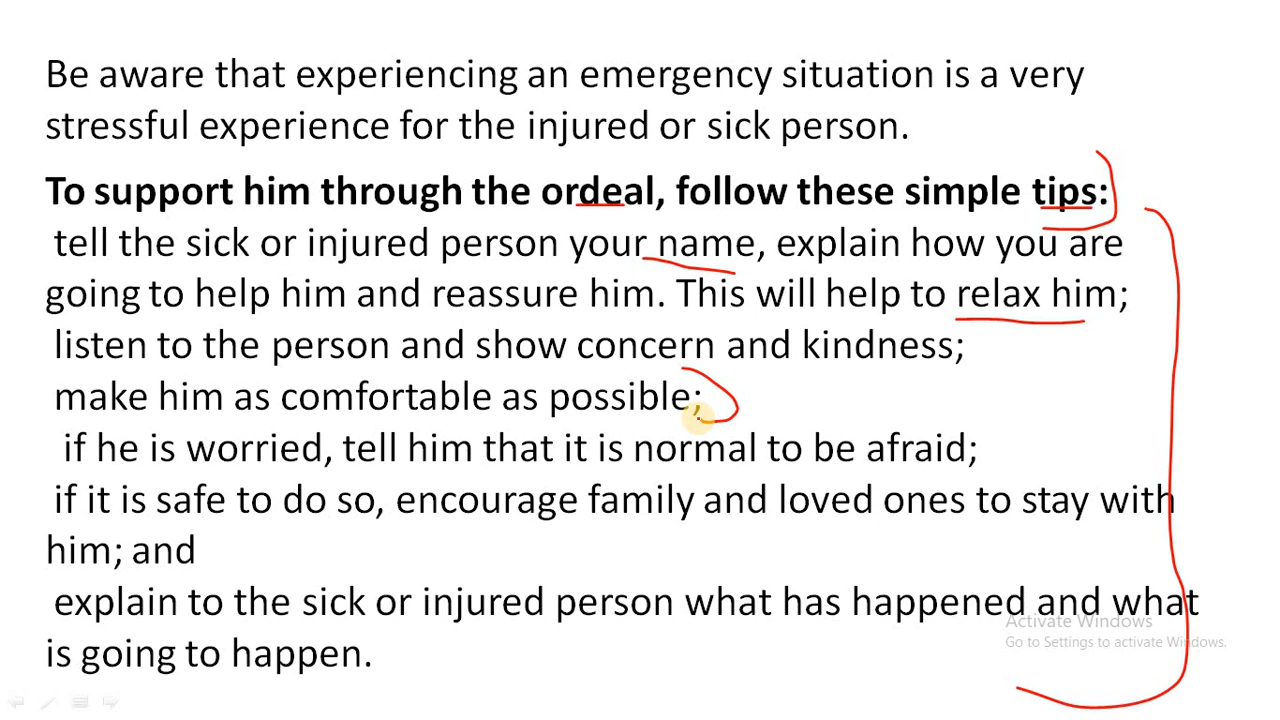 Be aware that experiencing an emergency situation is a very
stressful experience for the injured or sick person.
To support him through the ordeal, follow these simple tips:
tell the sick or injured person your name, explain how you are
going to help him and reassure him. This will help to relax him;
listen to the person and show concern and kindness;
make him as comfortable as possible;
if he is worried, tell him that it is normal to be afraid;
if it is safe to do so, encourage family and loved ones to stay with
him; and
explain to the sick or injured person what has happened and what
is going to happen.
Activate Windows
Go to Settings to activate Windows.